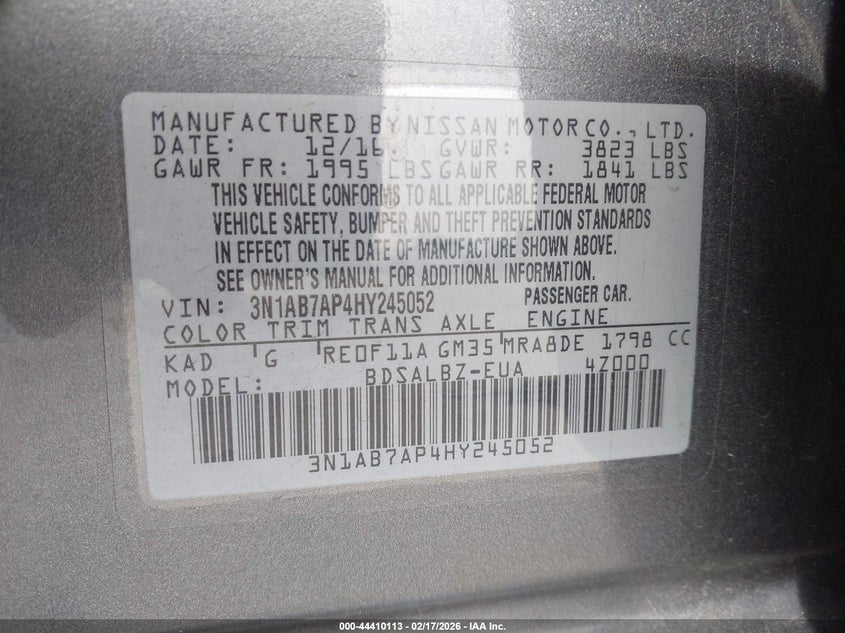 MANUFACTURED BY NISSAN MOTOR CO., LTD.
DATE: 12/16 GVWR: 3823 LBS
GAWR FR: 1995 LBS GAWR RR: 1841 LBS
THIS VEHICLE CONFORMS TO ALL APPLICABLE FEDERAL MOTOR
VEHICLE SAFETY, BUMPER AND THEFT PREVENTION STANDARDS
IN EFFECT ON THE DATE OF MANUFACTURE SHOWN ABOVE.
SEE OWNER'S MANUAL FOR ADDITIONAL INFORMATION.
VIN: 3N1AB7AP4HY245052 PASSENGER CAR.
COLOR TRIM TRANS AXLE ENGINE
KAD G RE0F11A GM35 MRA8DE 1798 CC
MODEL: BDSALBZ-EUA 4Z000
3N1AB7AP4HY245052
000-44410113 - 02/17/2026 - IAA Inc.